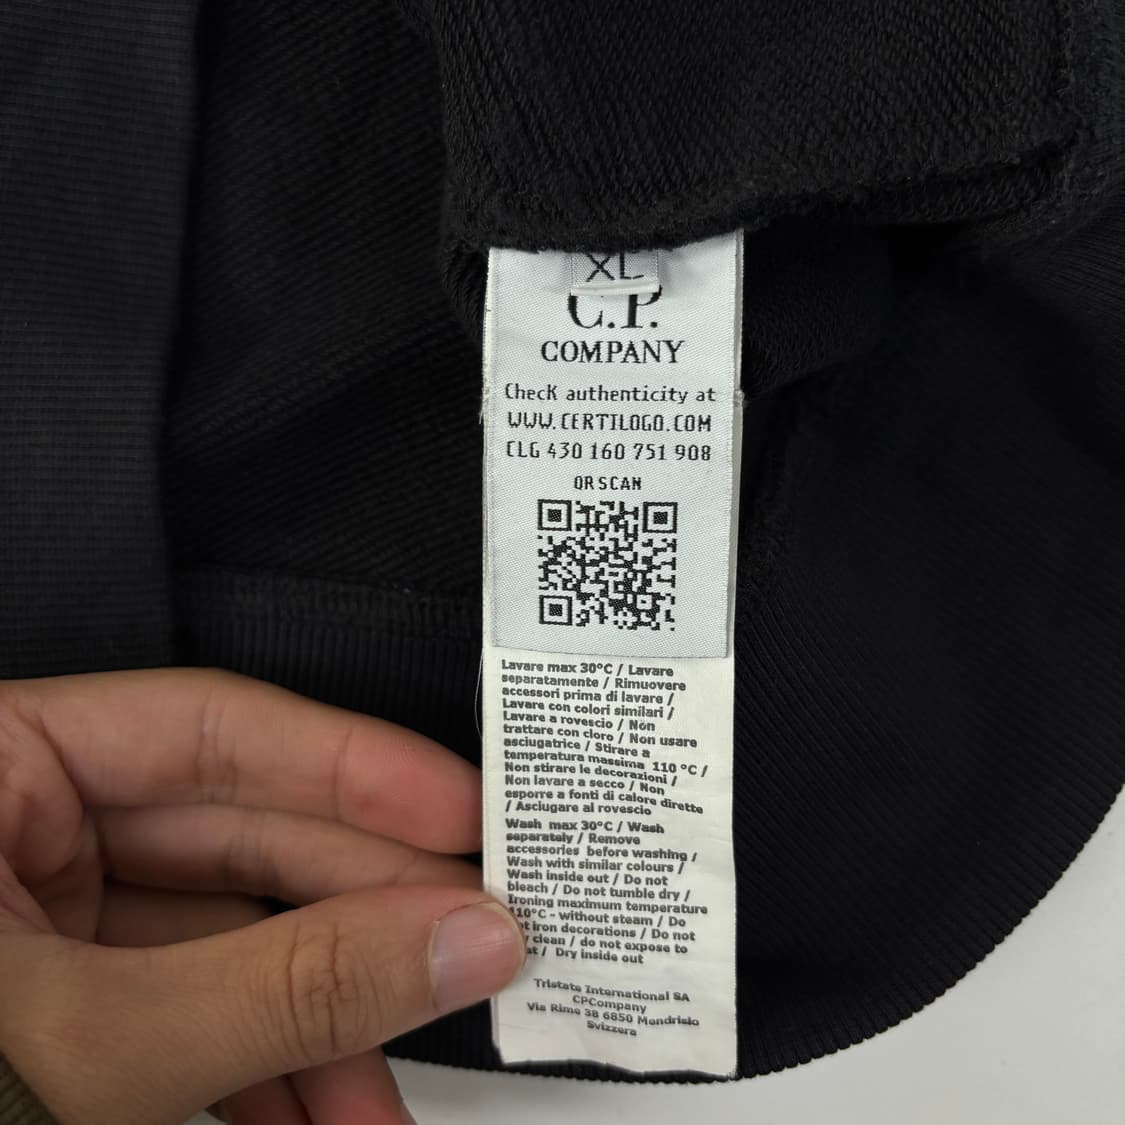 XL
C.P.
COMPANY
Check authenticity at
WWW.CERTILOGO.COM
CLG 430 160 751 908
OR SCAN
Lavare max 30°C / Lavare
separatamente / Rimuovere
accessori prima di lavare /
Lavare con colori similari /
Lavare a rovescio / Non
trattare con cloro / Non usare
asciugatrice / Stirare a
temperatura massima 110 °C /
Non stirare le decorazioni /
Non lavare a secco / Non
esporre a fonti di calore dirette
/ Asciugare al rovescio
Wash max 30°C / Wash
separately / Remove
accessories before washing /
Wash with similar colours /
Wash inside out / Do not
bleach / Do not tumble dry /
Ironing maximum temperature
110°C - without steam / Do
iron decorations / Do not
clean / do not expose to
/ Dry inside out
Tristate International SA
CPCompany
Via Rime 38 6850 Mendrisio
Svizzera